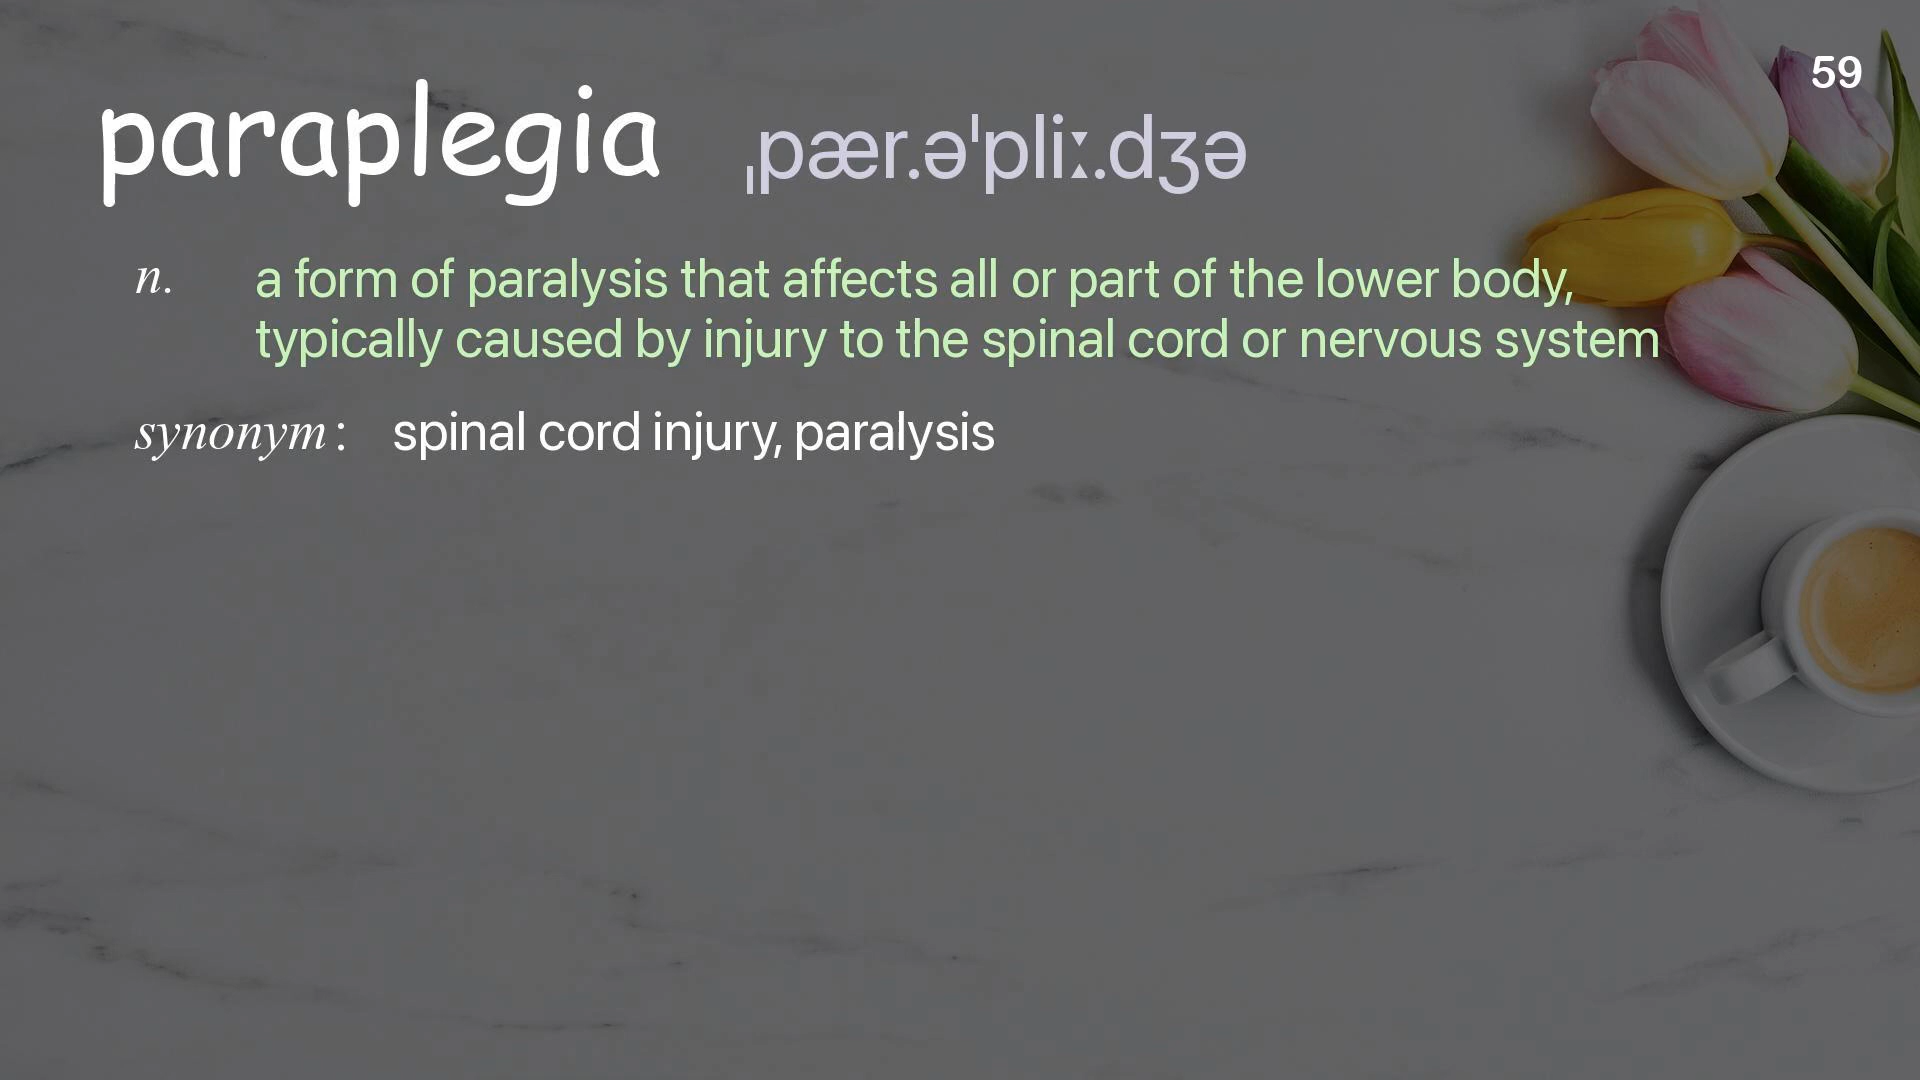 59
paraplegia ˌpær.əˈpliː.dʒə
n. a form of paralysis that affects all or part of the lower body,
typically caused by injury to the spinal cord or nervous system
synonym: spinal cord injury, paralysis